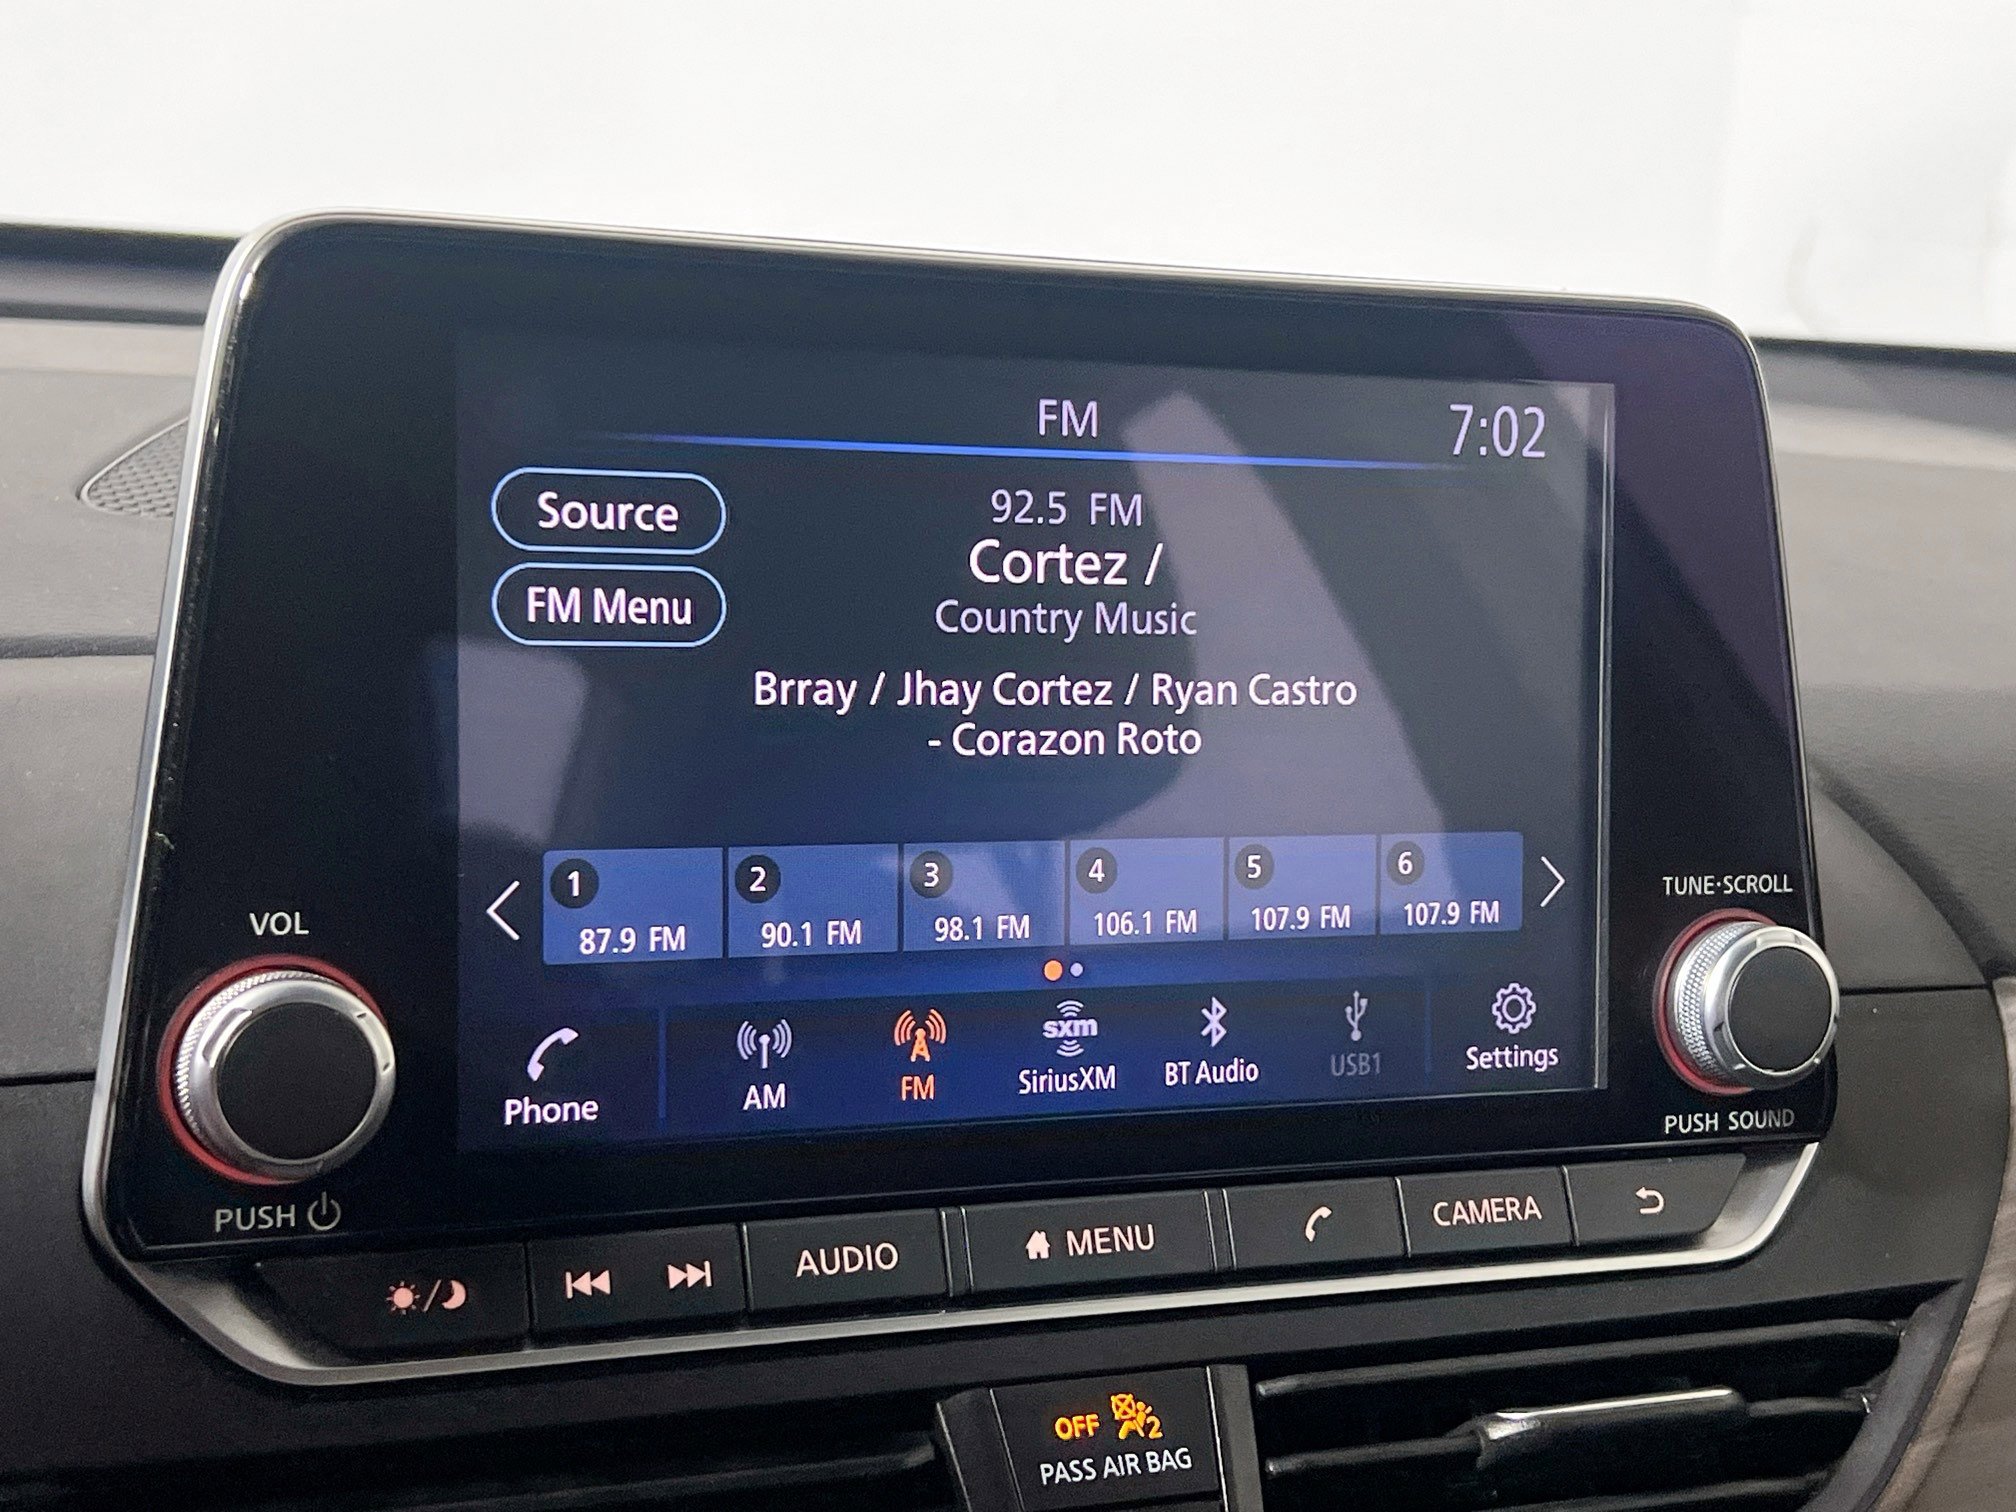 FM
7:02
Source
92.5 FM
Cortez /
FM Menu
Country Music
Brray / Jhay Cortez / Ryan Castro
- Corazon Roto
1
2
3
4
5
6
87.9 FM
90.1 FM
98.1 FM
106.1 FM
107.9 FM
107.9 FM
VOL
TUNE·SCROLL
Phone
AM
FM
sxm
SiriusXM
BT Audio
USB1
Settings
PUSH
PUSH SOUND
AUDIO
MENU
CAMERA
OFF
2
PASS AIR BAG